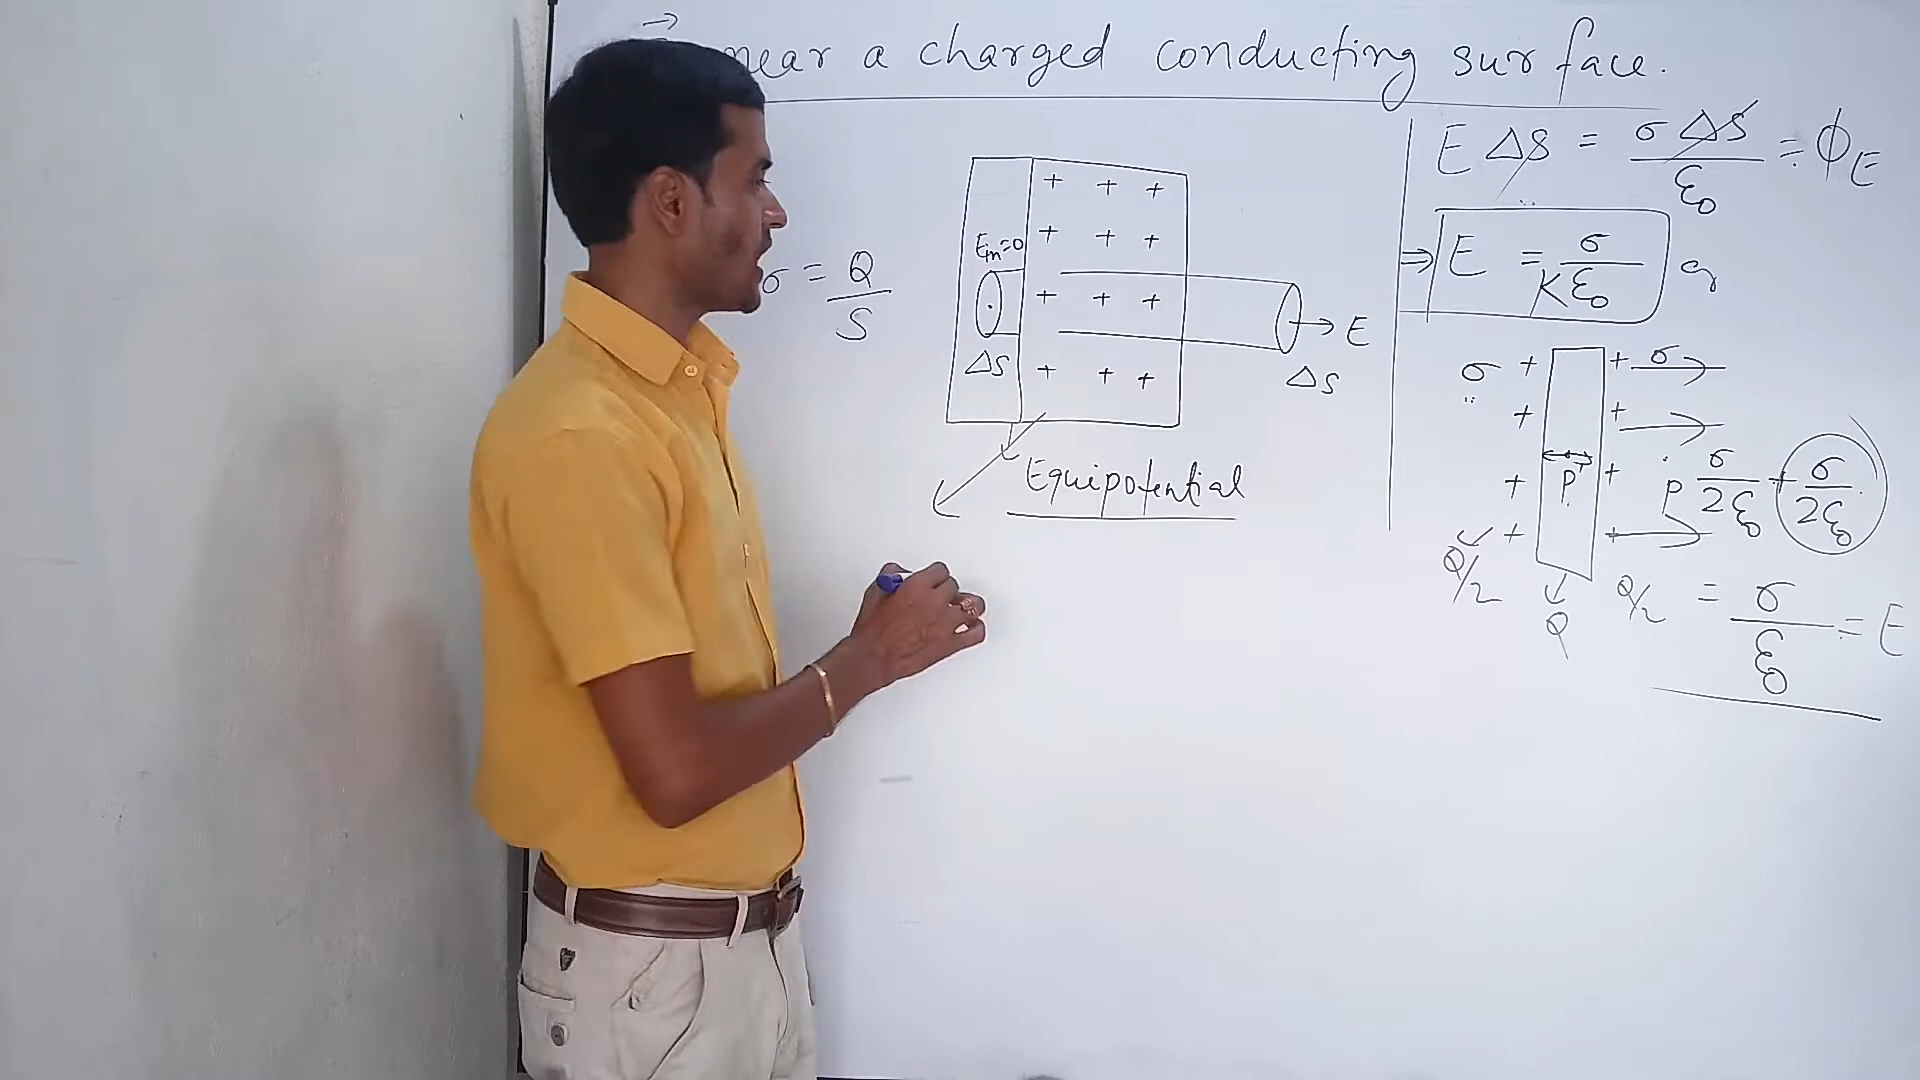 → near a charged conducting surface.
σ = Q/S
+ + +
Ein=0 + + +
+ + +
→ E
ΔS + + +
ΔS
Equipotential
E ΔS = σ ΔS/ε0 = ϕE
⇒ E = σ/Kε0 or
σ + + σ →
+ + →
+ P + P σ/2ε0 + σ/2ε0
+ + →
Q/2 Q Q/2 = σ/ε0 = E